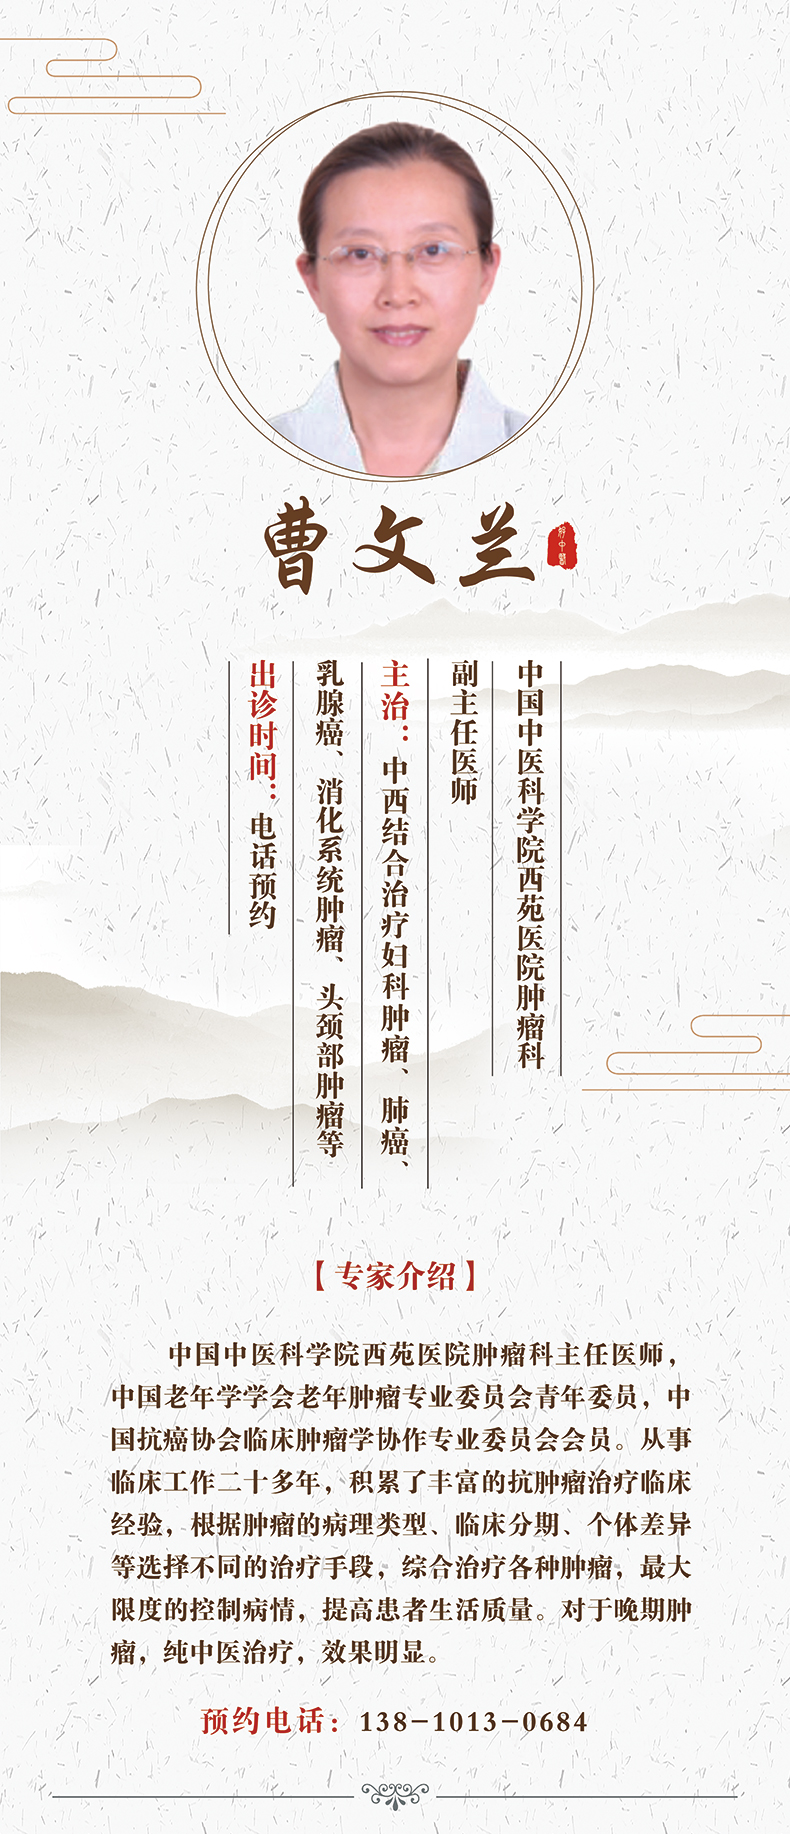 曹文兰
好中醫
中国中医科学院西苑医院肿瘤科
副主任医师
主治：中西结合治疗妇科肿瘤、肺癌、
乳腺癌、消化系统肿瘤、头颈部肿瘤等
出诊时间：电话预约
【专家介绍】
中国中医科学院西苑医院肿瘤科主任医师，
中国老年学学会老年肿瘤专业委员会青年委员，中
国抗癌协会临床肿瘤学协作专业委员会会员。从事
临床工作二十多年，积累了丰富的抗肿瘤治疗临床
经验，根据肿瘤的病理类型、临床分期、个体差异
等选择不同的治疗手段，综合治疗各种肿瘤，最大
限度的控制病情，提高患者生活质量。对于晚期肿
瘤，纯中医治疗，效果明显。
预约电话：138-1013-0684